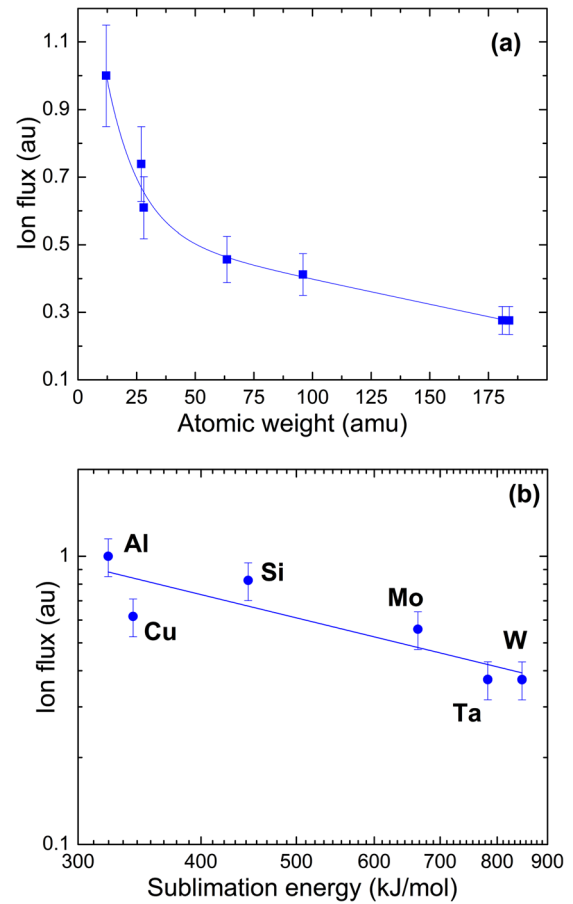 (a)
Ion flux (au)
1.1
0.9
0.7
0.5
0.3
0.1
0 25 50 75 100 125 150 175
Atomic weight (amu)
(b)
Ion flux (au)
1
0.1
Al
Cu
Si
Mo
Ta
W
300 400 500 600 700 800 900
Sublimation energy (kJ/mol)